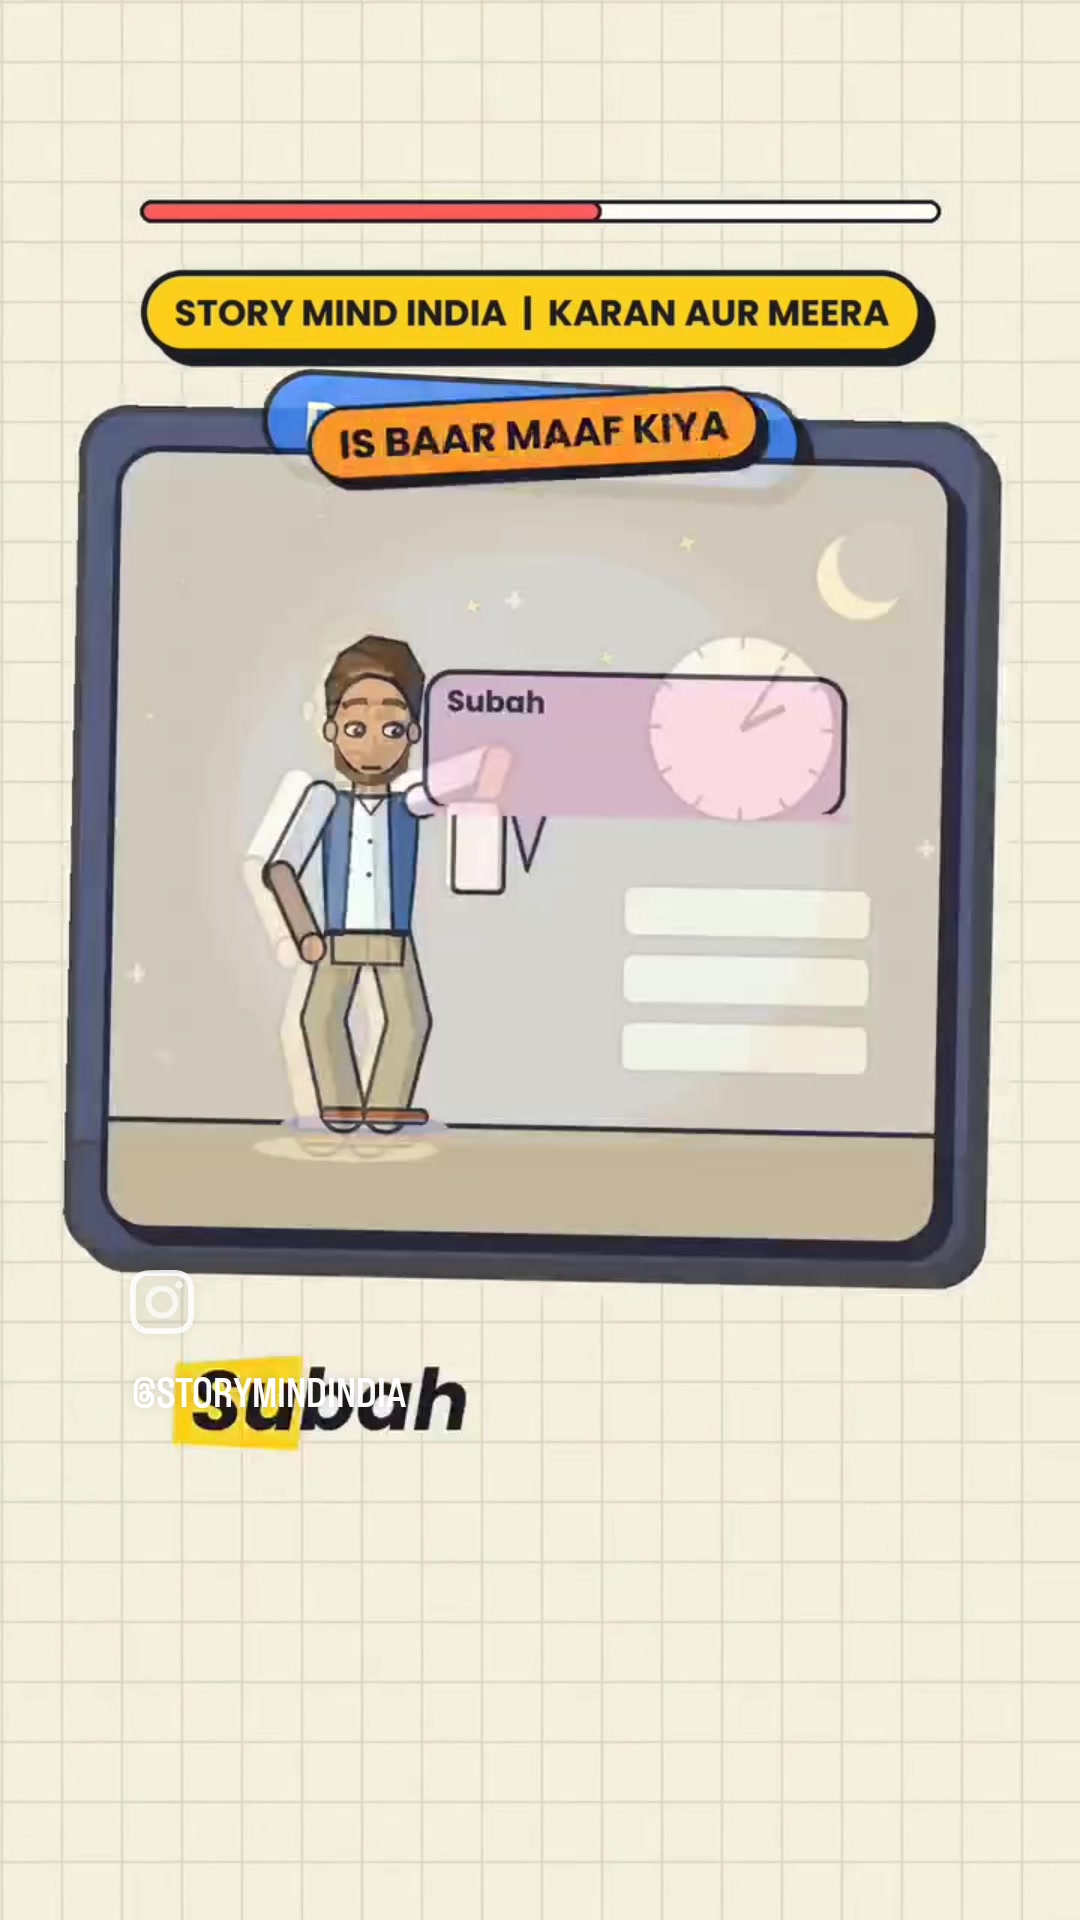 STORY MIND INDIA | KARAN AUR MEERA
IS BAAR MAAF KIYA
Subah
@STORYMINDINDIA
Subah